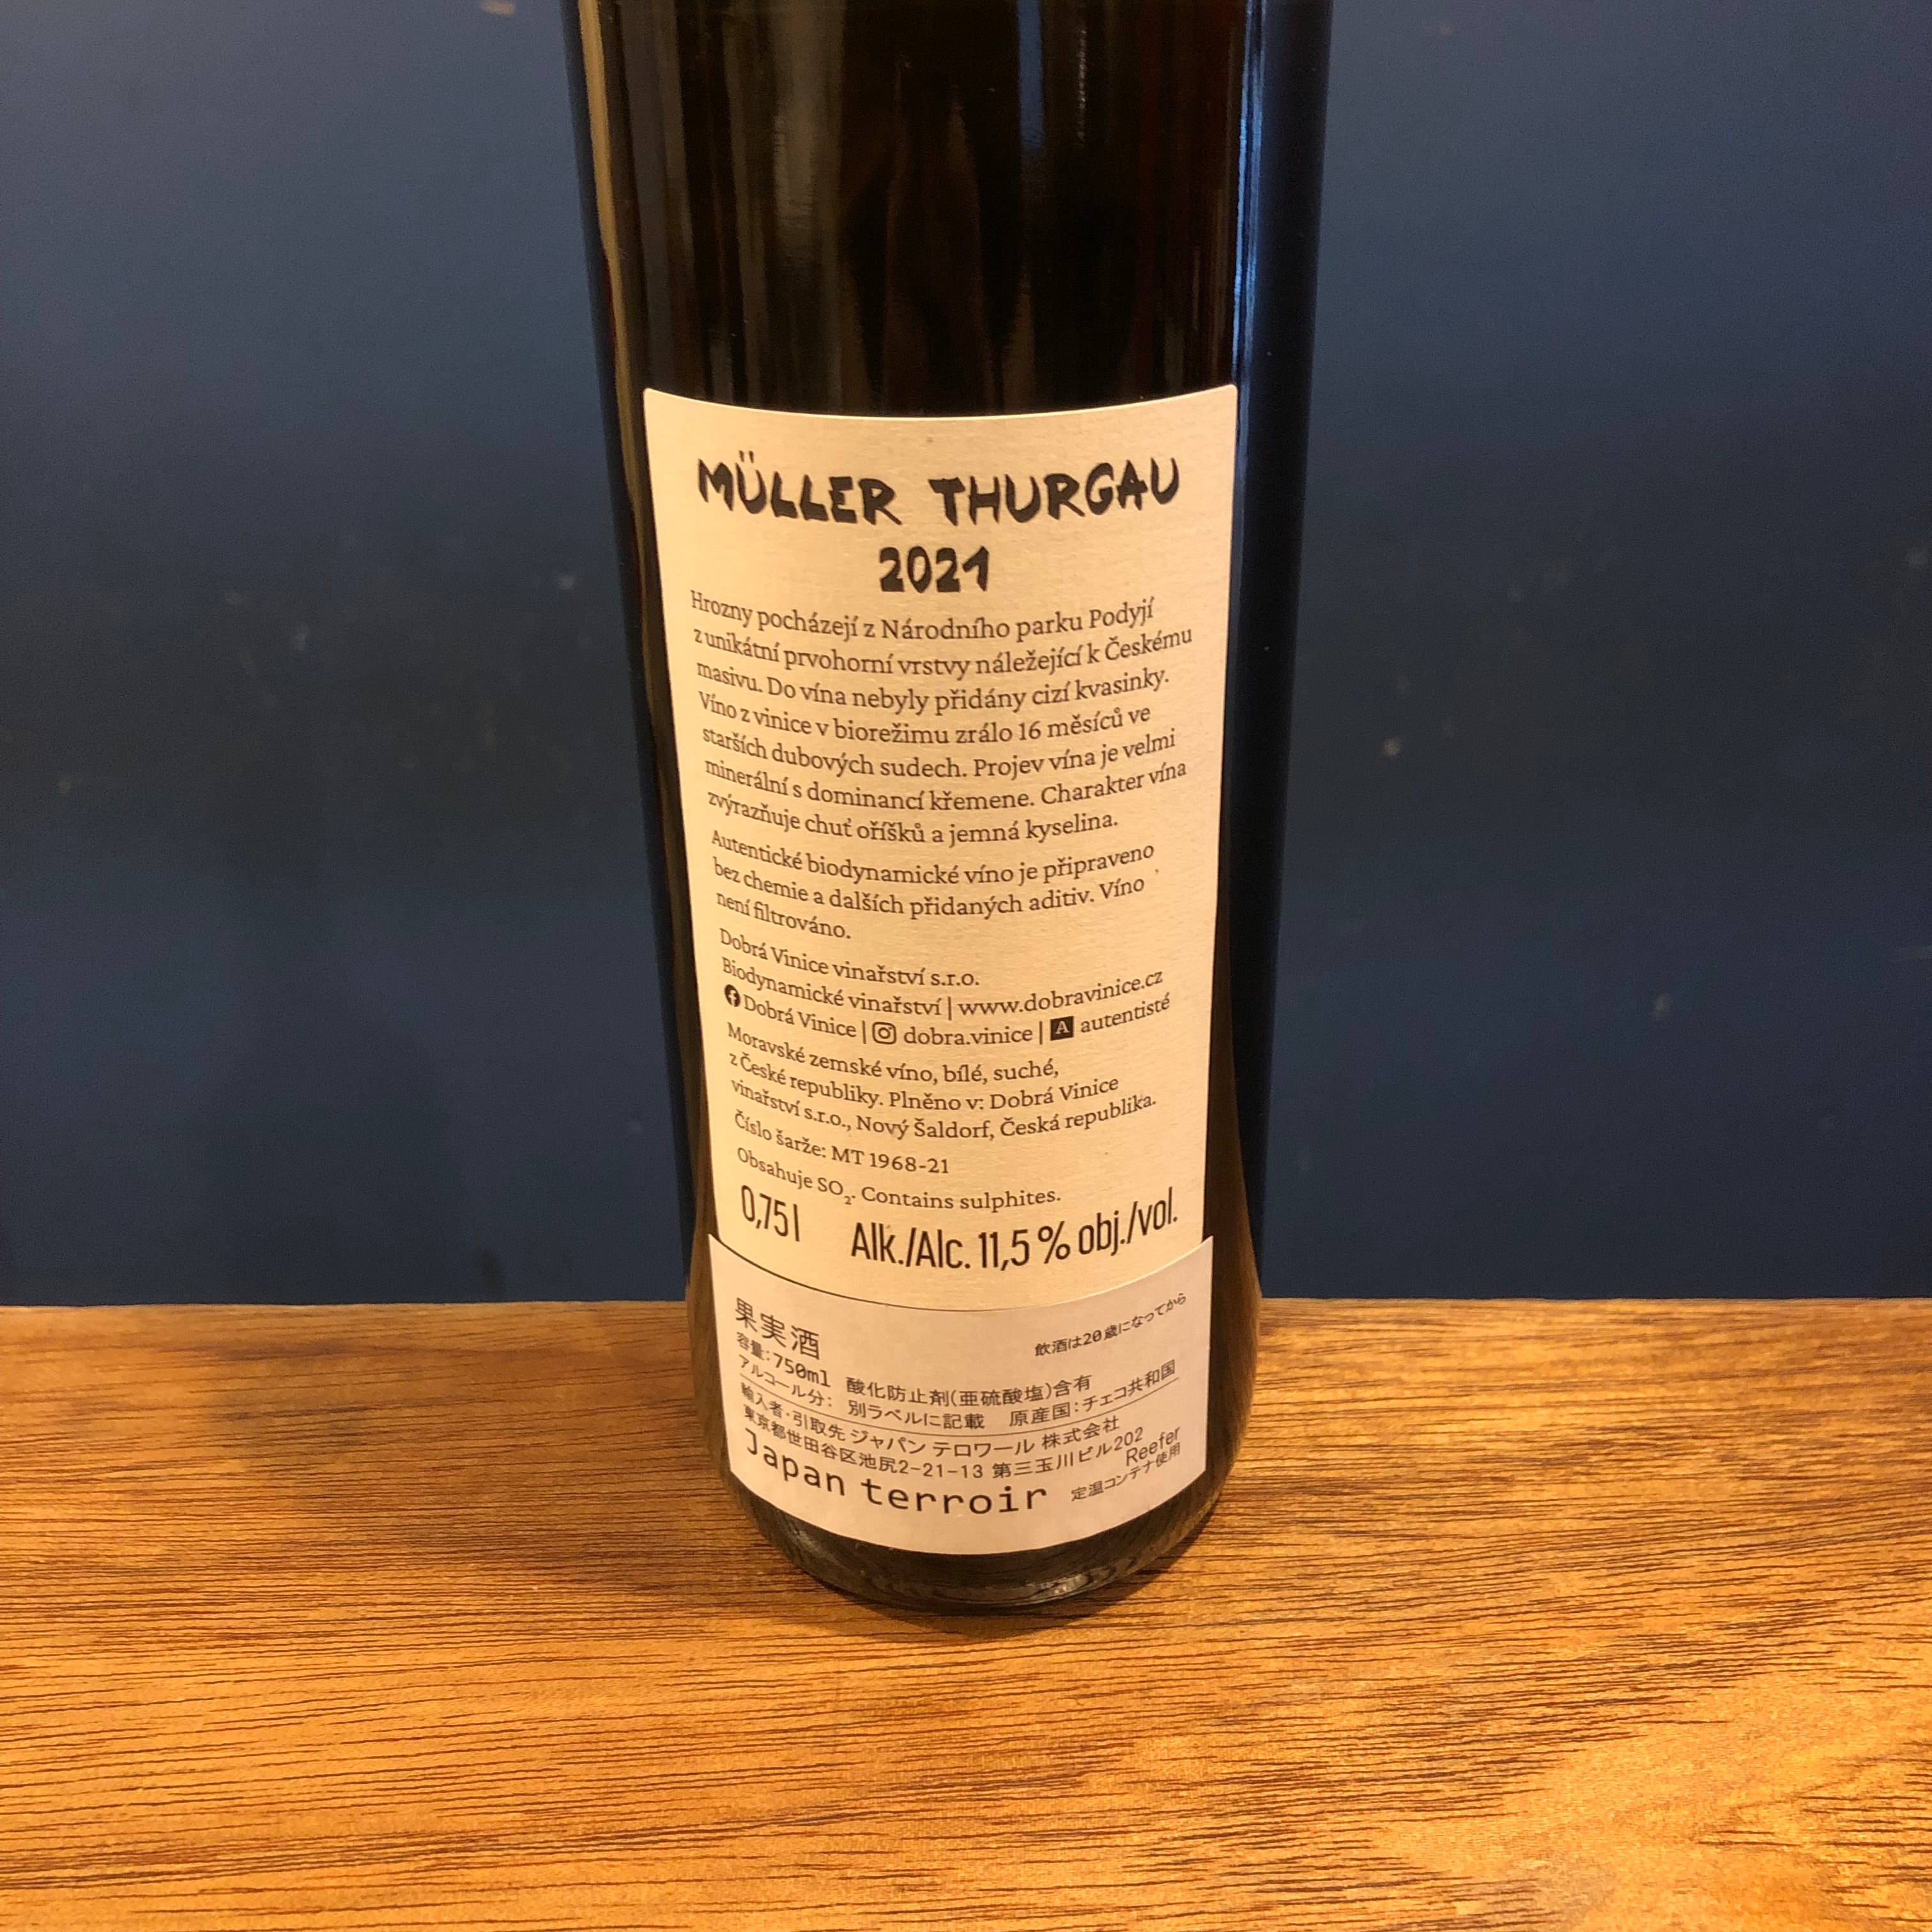 MÜLLER THURGAU
2021
Hrozny pocházejí z Národního parku Podyjí
z unikátní prvohorní vrstvy náležející k Českému
masivu. Do vína nebyly přidány cizí kvasinky.
Víno z vinice v biorežimu zrálo 16 měsíců ve
starších dubových sudech. Projev vína je velmi
minerální s dominancí křemene. Charakter vína
zvýrazňuje chuť oříšků a jemná kyselina.
Autentické biodynamické víno je připraveno
bez chemie a dalších přidaných aditiv. Víno
není filtrováno.
Dobrá Vinice vinařství s.r.o.
Biodynamické vinařství | www.dobravinice.cz
Dobrá Vinice | dobra.vinice | A autentisté
Moravské zemské víno, bílé, suché,
z České republiky. Plněno v: Dobrá Vinice
vinařství s.r.o., Nový Šaldorf, Česká republika.
Číslo šarže: MT 1968-21
Obsahuje SO₂. Contains sulphites.
0,75 l Alk./Alc. 11,5 % obj./vol.
果実酒 飲酒は20歳になってから
容量:750ml 酸化防止剤(亜硫酸塩)含有
アルコール分: 別ラベルに記載 原産国:チェコ共和国
輸入者・引取先 ジャパン テロワール 株式会社
東京都世田谷区池尻2-21-13 第三玉川ビル202
Japan terroir Reefer
定温コンテナ使用